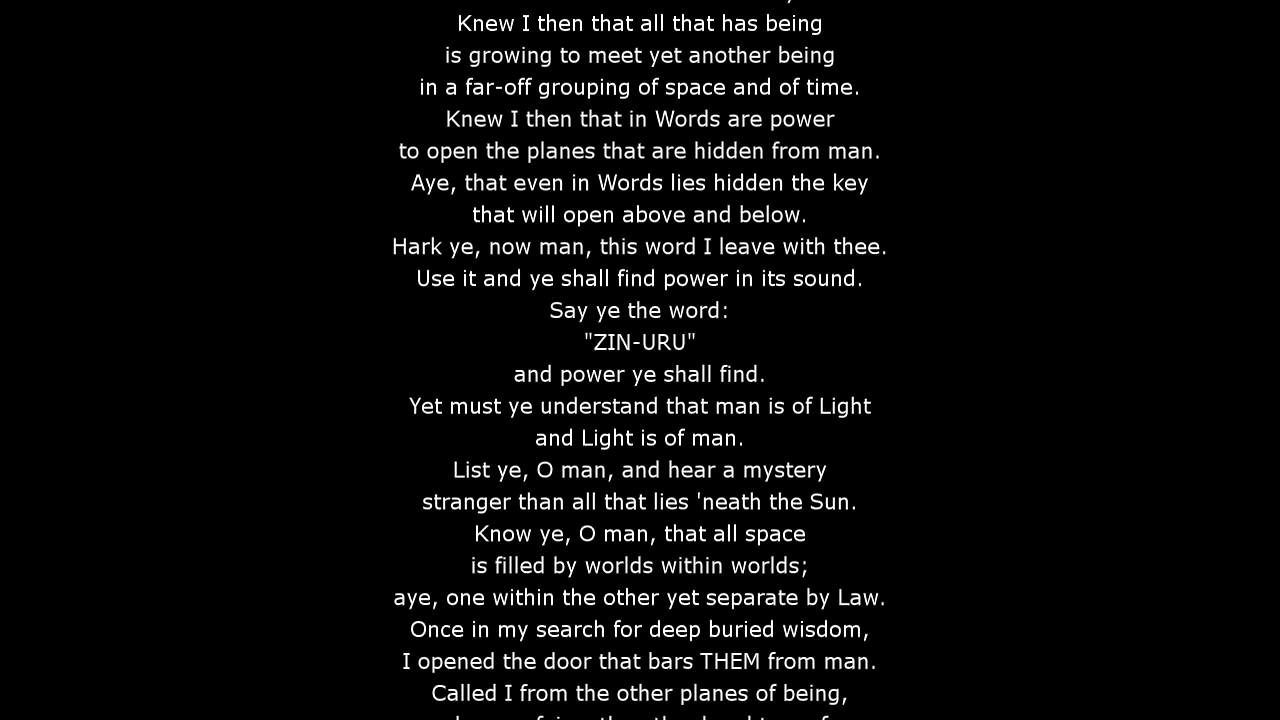 Knew I then that all that has being
is growing to meet yet another being
in a far-off grouping of space and of time.
Knew I then that in Words are power
to open the planes that are hidden from man.
Aye, that even in Words lies hidden the key
that will open above and below.
Hark ye, now man, this word I leave with thee.
Use it and ye shall find power in its sound.
Say ye the word:
"ZIN-URU"
and power ye shall find.
Yet must ye understand that man is of Light
and Light is of man.
List ye, O man, and hear a mystery
stranger than all that lies 'neath the Sun.
Know ye, O man, that all space
is filled by worlds within worlds;
aye, one within the other yet separate by Law.
Once in my search for deep buried wisdom,
I opened the door that bars THEM from man.
Called I from the other planes of being,